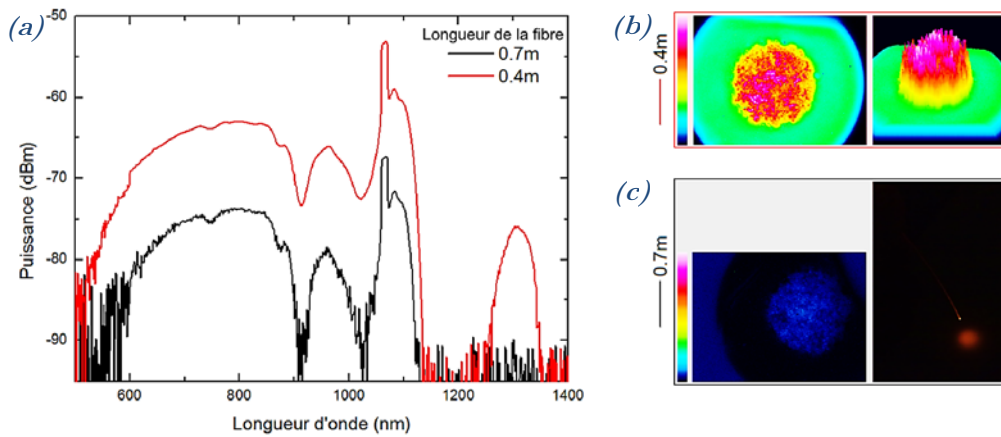 (a)
-50
-60
-70
-80
-90
Puissance (dBm)
Longueur de la fibre
0.7m
0.4m
600
800
1000
1200
1400
Longueur d'onde (nm)
(b)
0.4m
(c)
0.7m